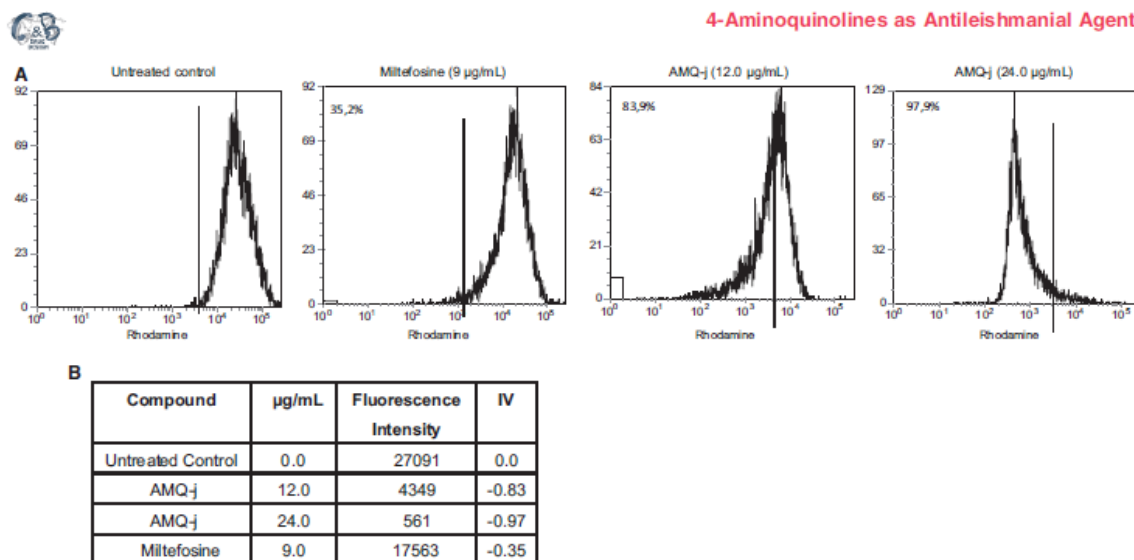 C&B
4-Aminoquinolines as Antileishmanial Agent
A
Untreated control
92
69
46
23
0
10⁰ 10¹ 10² 10³ 10⁴ 10⁵
Rhodamine
Miltefosine (9 µg/mL)
35,2%
92
69
46
23
0
10⁰ 10¹ 10² 10³ 10⁴ 10⁵
Rhodamine
AMQ-j (12.0 µg/mL)
83,9%
84
63
42
21
0
10⁰ 10¹ 10² 10³ 10⁴ 10⁵
Rhodamine
AMQ-j (24.0 µg/mL)
97,9%
129
97
65
32
0
10⁰ 10¹ 10² 10³ 10⁴ 10⁵
Rhodamine
B
Compound µg/mL Fluorescence Intensity IV
Untreated Control 0.0 27091 0.0
AMQ-j 12.0 4349 -0.83
AMQ-j 24.0 561 -0.97
Miltefosine 9.0 17563 -0.35